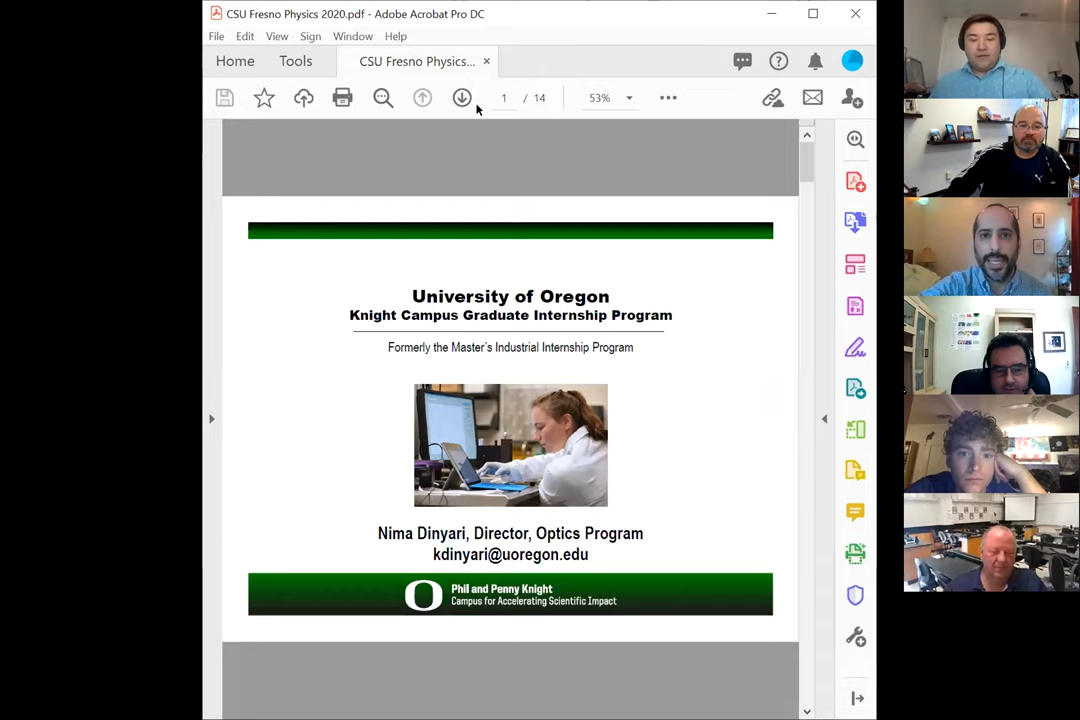 CSU Fresno Physics 2020.pdf - Adobe Acrobat Pro DC
File Edit View Sign Window Help
Home Tools CSU Fresno Physics... ×
1 / 14 53%
University of Oregon
Knight Campus Graduate Internship Program
Formerly the Master's Industrial Internship Program
Nima Dinyari, Director, Optics Program
kdinyari@uoregon.edu
O Phil and Penny Knight
Campus for Accelerating Scientific Impact